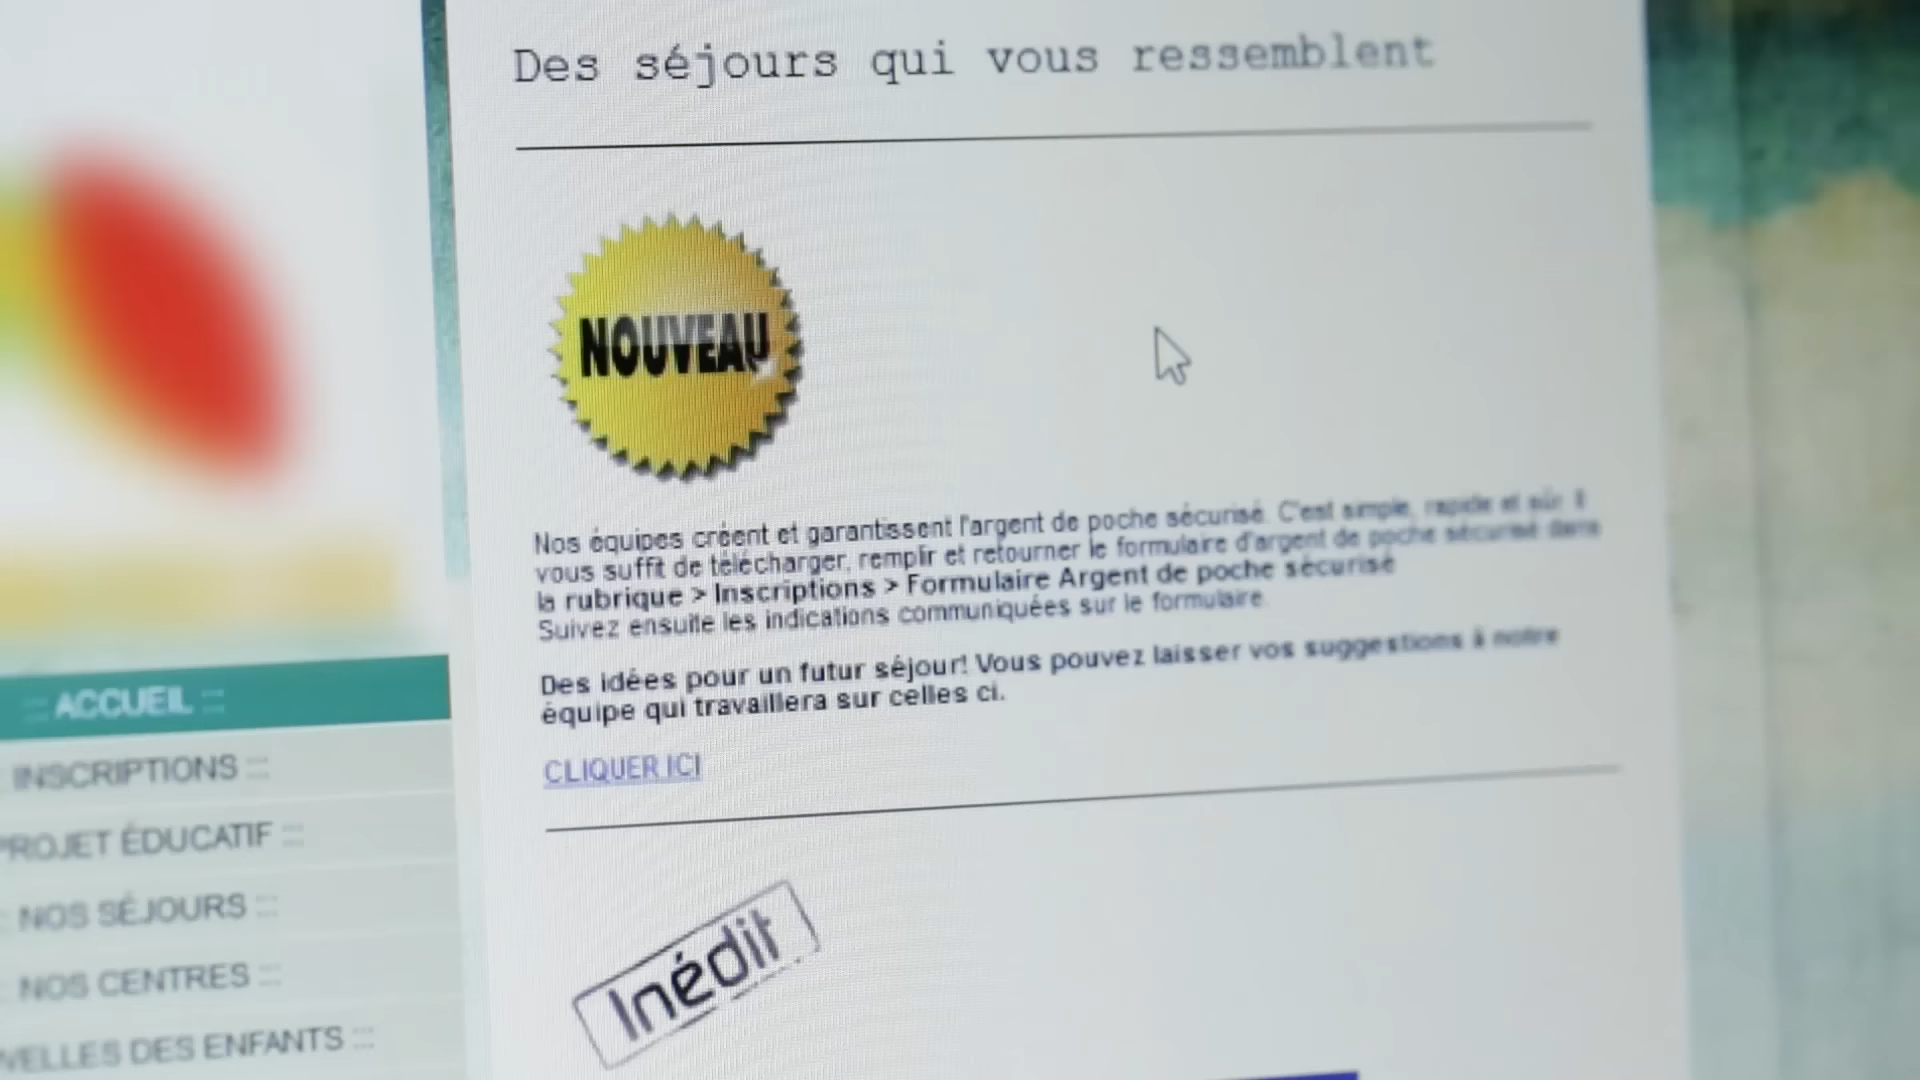 Des séjours qui vous ressemblent
NOUVEAU
Nos équipes créent et garantissent l'argent de poche sécurisé. C'est simple, rapide et sûr. Il
vous suffit de télécharger, remplir et retourner le formulaire d'argent de poche sécurisé dans
la rubrique > Inscriptions > Formulaire Argent de poche sécurisé
Suivez ensuite les indications communiquées sur le formulaire.
Des idées pour un futur séjour! Vous pouvez laisser vos suggestions à notre
équipe qui travaillera sur celles ci.
CLIQUER ICI
Inédit
:: ACCUEIL ::
INSCRIPTIONS ::
PROJET ÉDUCATIF ::
NOS SÉJOURS ::
NOS CENTRES ::
VELLES DES ENFANTS ::